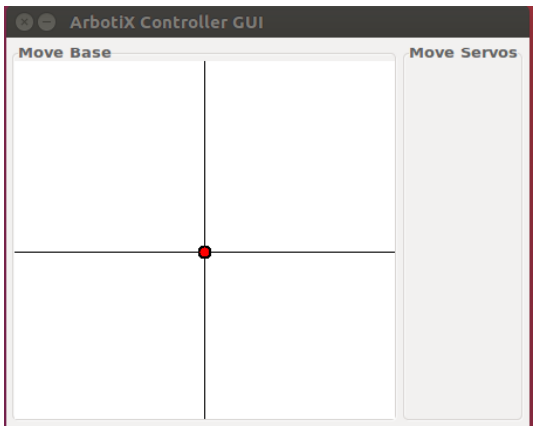 ArbotiX Controller GUI
Move Base
Move Servos